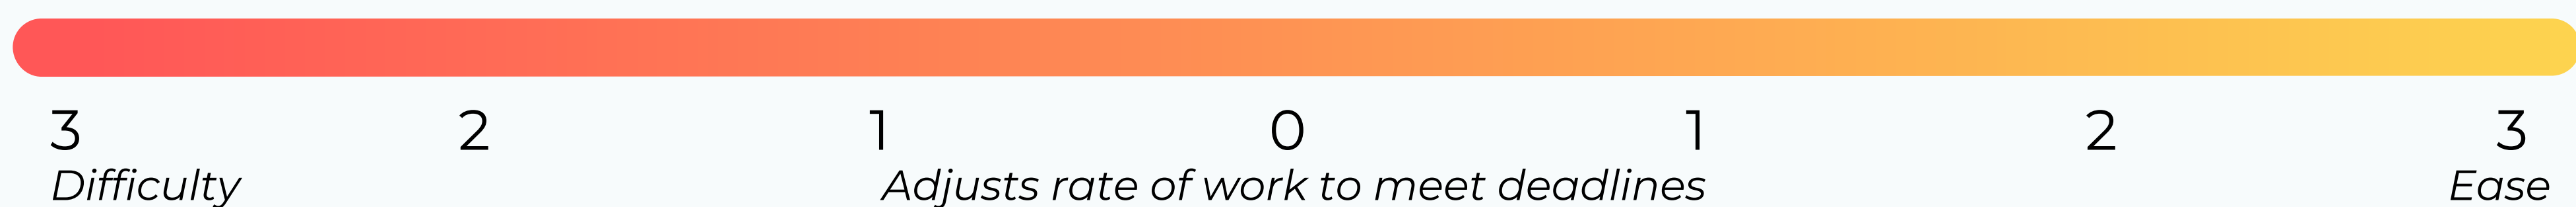 3 2 1 0 1 2 3
Difficulty Adjusts rate of work to meet deadlines Ease